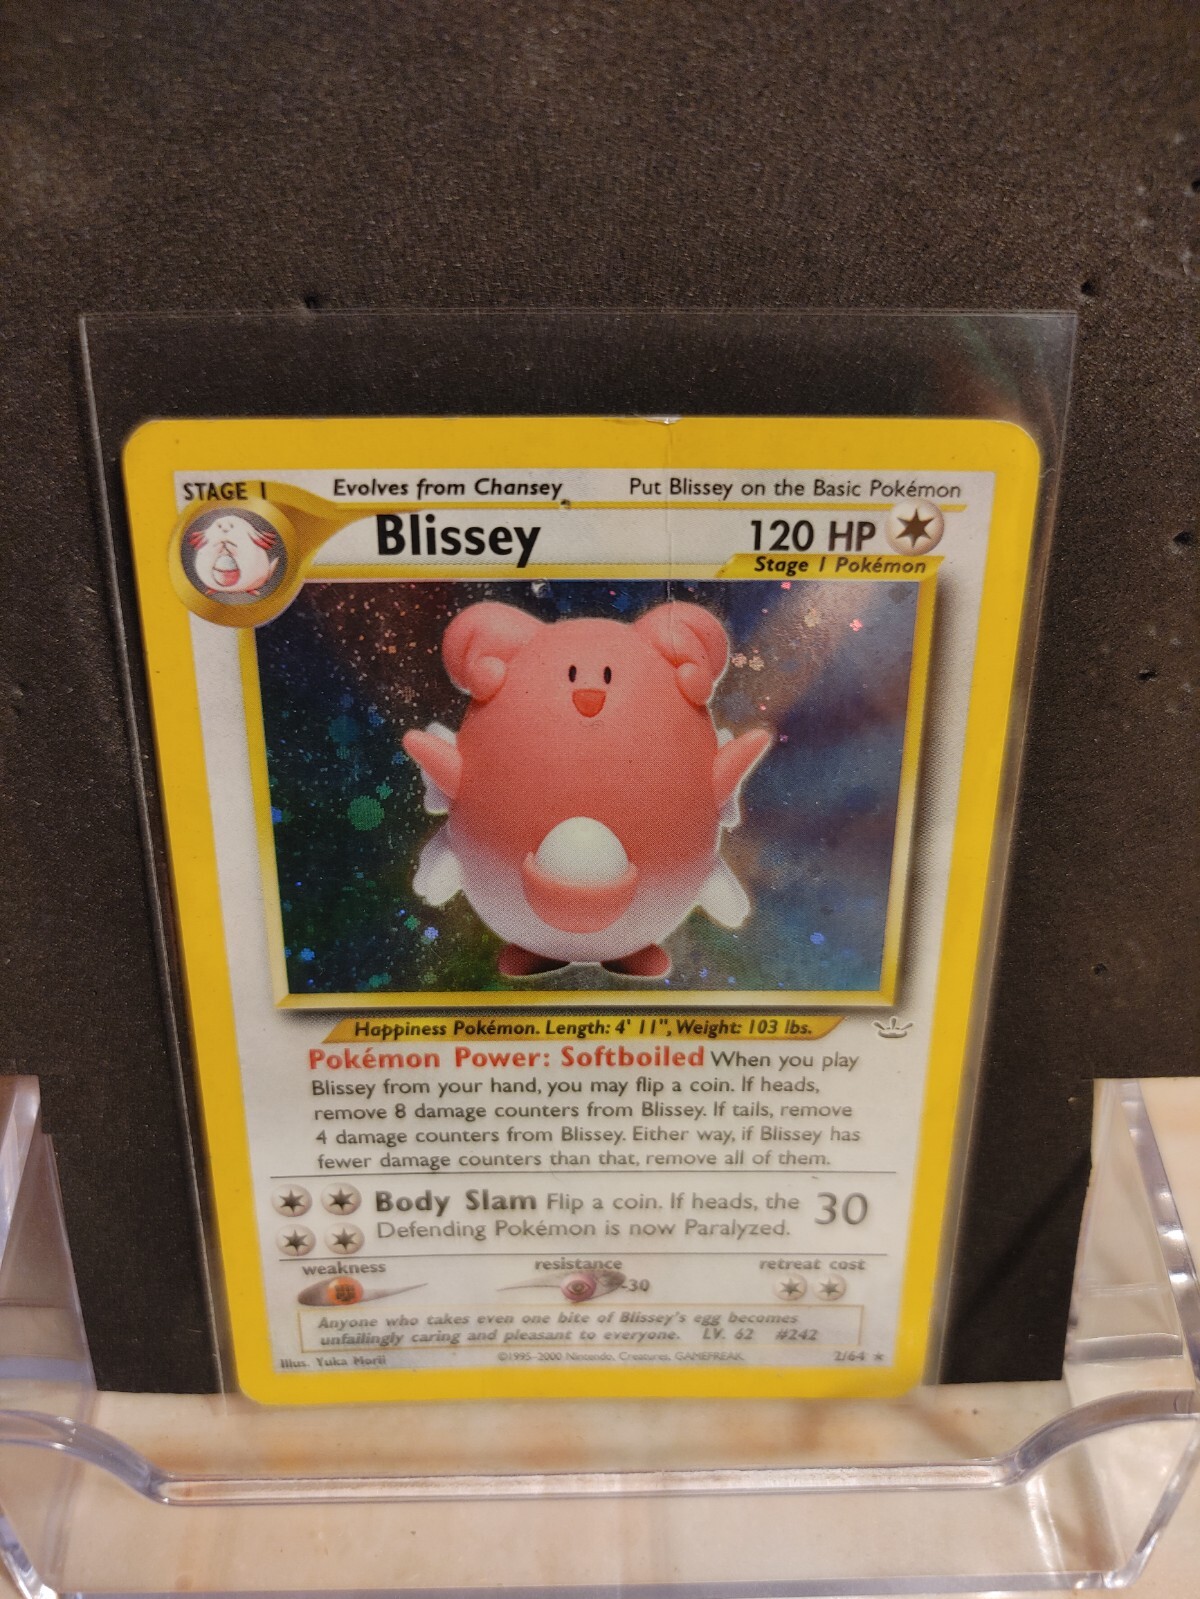 STAGE 1 Evolves from Chansey Put Blissey on the Basic Pokémon
Blissey 120 HP
Stage 1 Pokémon
Happiness Pokémon. Length: 4' 11", Weight: 103 lbs.
Pokémon Power: Softboiled When you play
Blissey from your hand, you may flip a coin. If heads,
remove 8 damage counters from Blissey. If tails, remove
4 damage counters from Blissey. Either way, if Blissey has
fewer damage counters than that, remove all of them.
Body Slam Flip a coin. If heads, the 30
Defending Pokémon is now Paralyzed.
weakness resistance retreat cost
-30
Anyone who takes even one bite of Blissey's egg becomes
unfailingly caring and pleasant to everyone. LV. 62 #242
Illus. Yuka Morii ©1995-2000 Nintendo, Creatures, GAMEFREAK. 2/64 ★